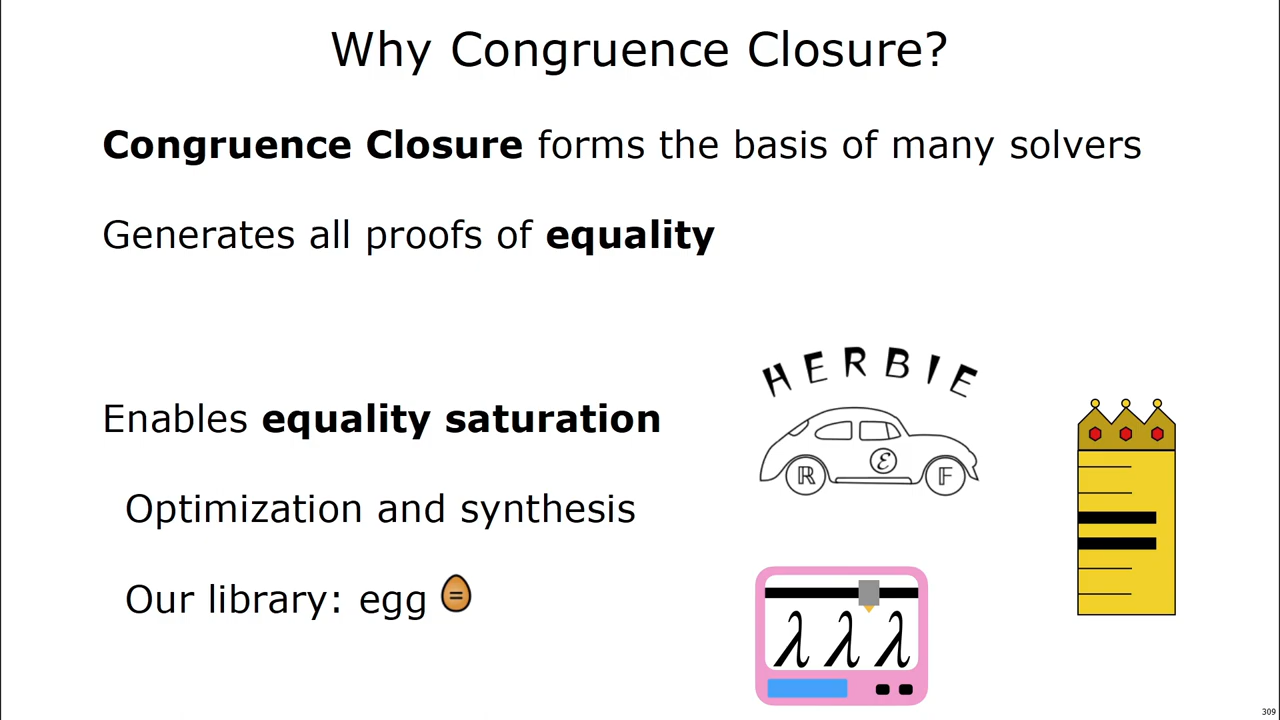 Why Congruence Closure?
Congruence Closure forms the basis of many solvers
Generates all proofs of equality
HERBIE
ℝ ℰ 𝔽
Enables equality saturation
Optimization and synthesis
Our library: egg =
λ λ λ
309